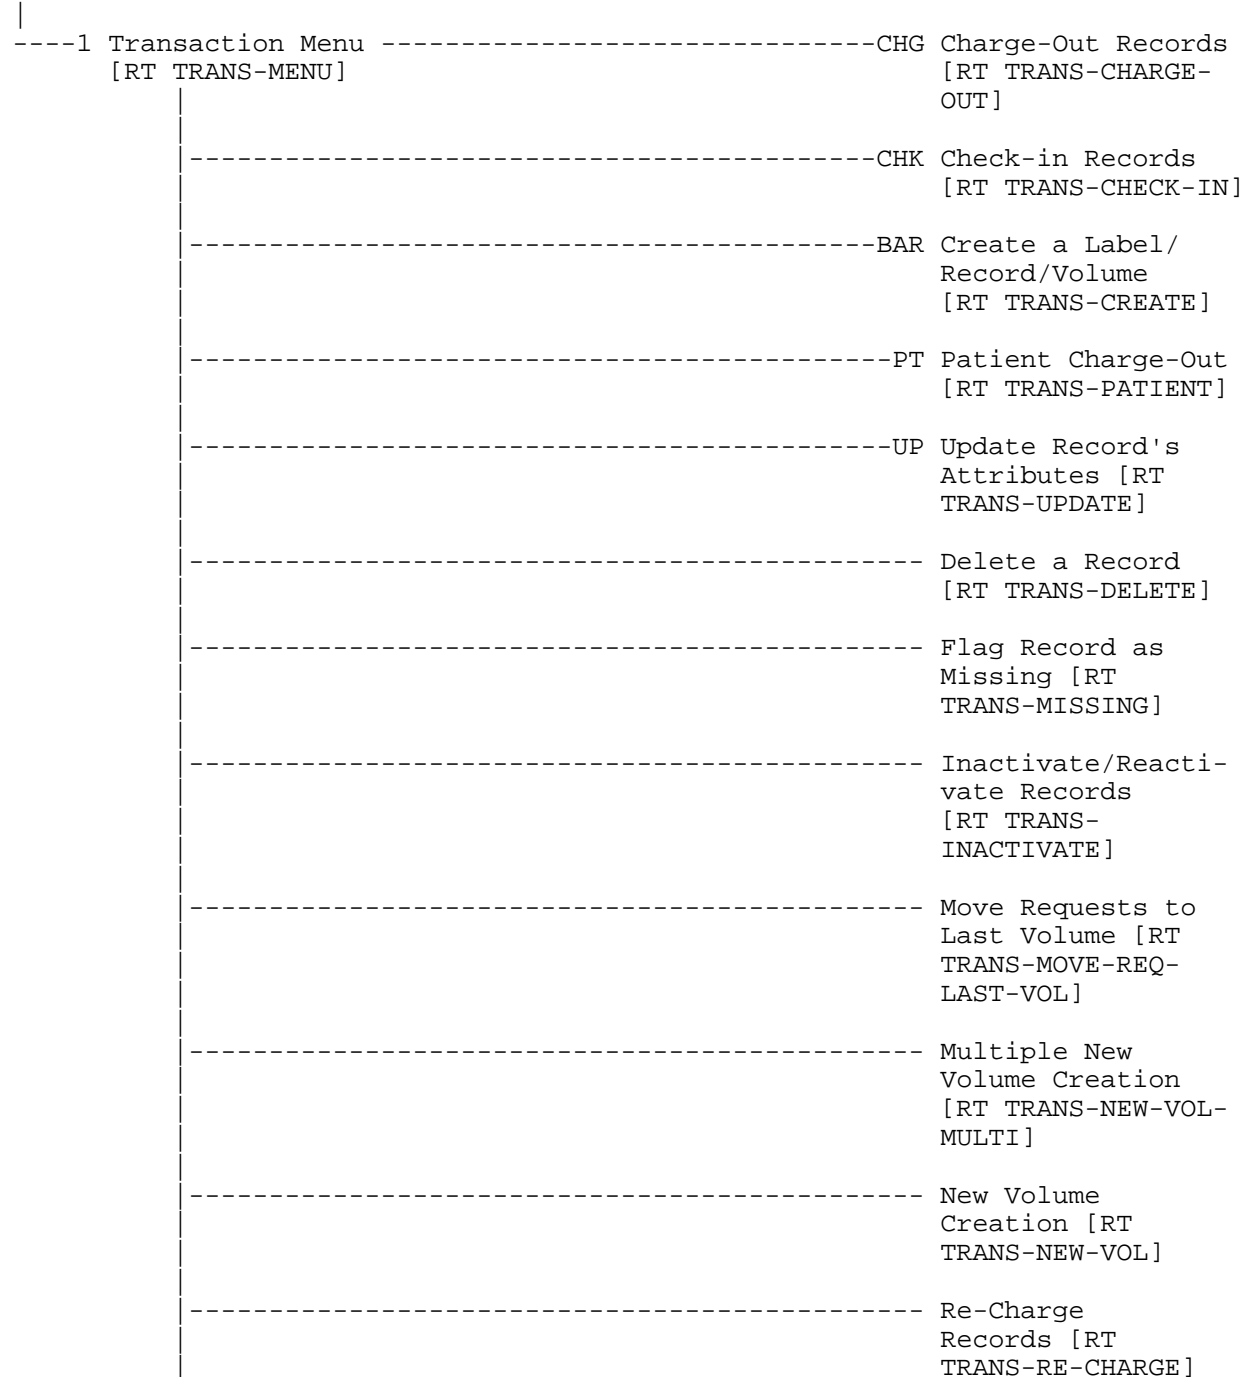 |
----1 Transaction Menu -------------------------------CHG Charge-Out Records
[RT TRANS-MENU] [RT TRANS-CHARGE-
| OUT]
|
|-------------------------------------------CHK Check-in Records
| [RT TRANS-CHECK-IN]
|
|-------------------------------------------BAR Create a Label/
| Record/Volume
| [RT TRANS-CREATE]
|
|--------------------------------------------PT Patient Charge-Out
| [RT TRANS-PATIENT]
|
|--------------------------------------------UP Update Record's
| Attributes [RT
| TRANS-UPDATE]
|
|---------------------------------------------- Delete a Record
| [RT TRANS-DELETE]
|
|---------------------------------------------- Flag Record as
| Missing [RT
| TRANS-MISSING]
|
|---------------------------------------------- Inactivate/Reacti-
| vate Records
| [RT TRANS-
| INACTIVATE]
|
|---------------------------------------------- Move Requests to
| Last Volume [RT
| TRANS-MOVE-REQ-
| LAST-VOL]
|
|---------------------------------------------- Multiple New
| Volume Creation
| [RT TRANS-NEW-VOL-
| MULTI]
|
|---------------------------------------------- New Volume
| Creation [RT
| TRANS-NEW-VOL]
|
|---------------------------------------------- Re-Charge
| Records [RT
| TRANS-RE-CHARGE]